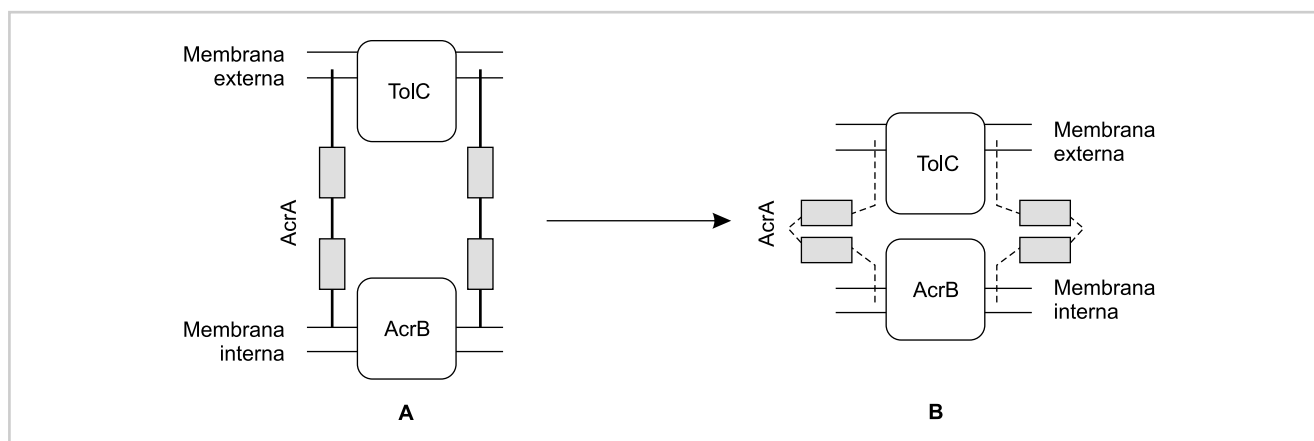 Membrana
externa
TolC
AcrA
Membrana
interna
AcrB
A
TolC
Membrana
externa
AcrA
AcrB
Membrana
interna
B